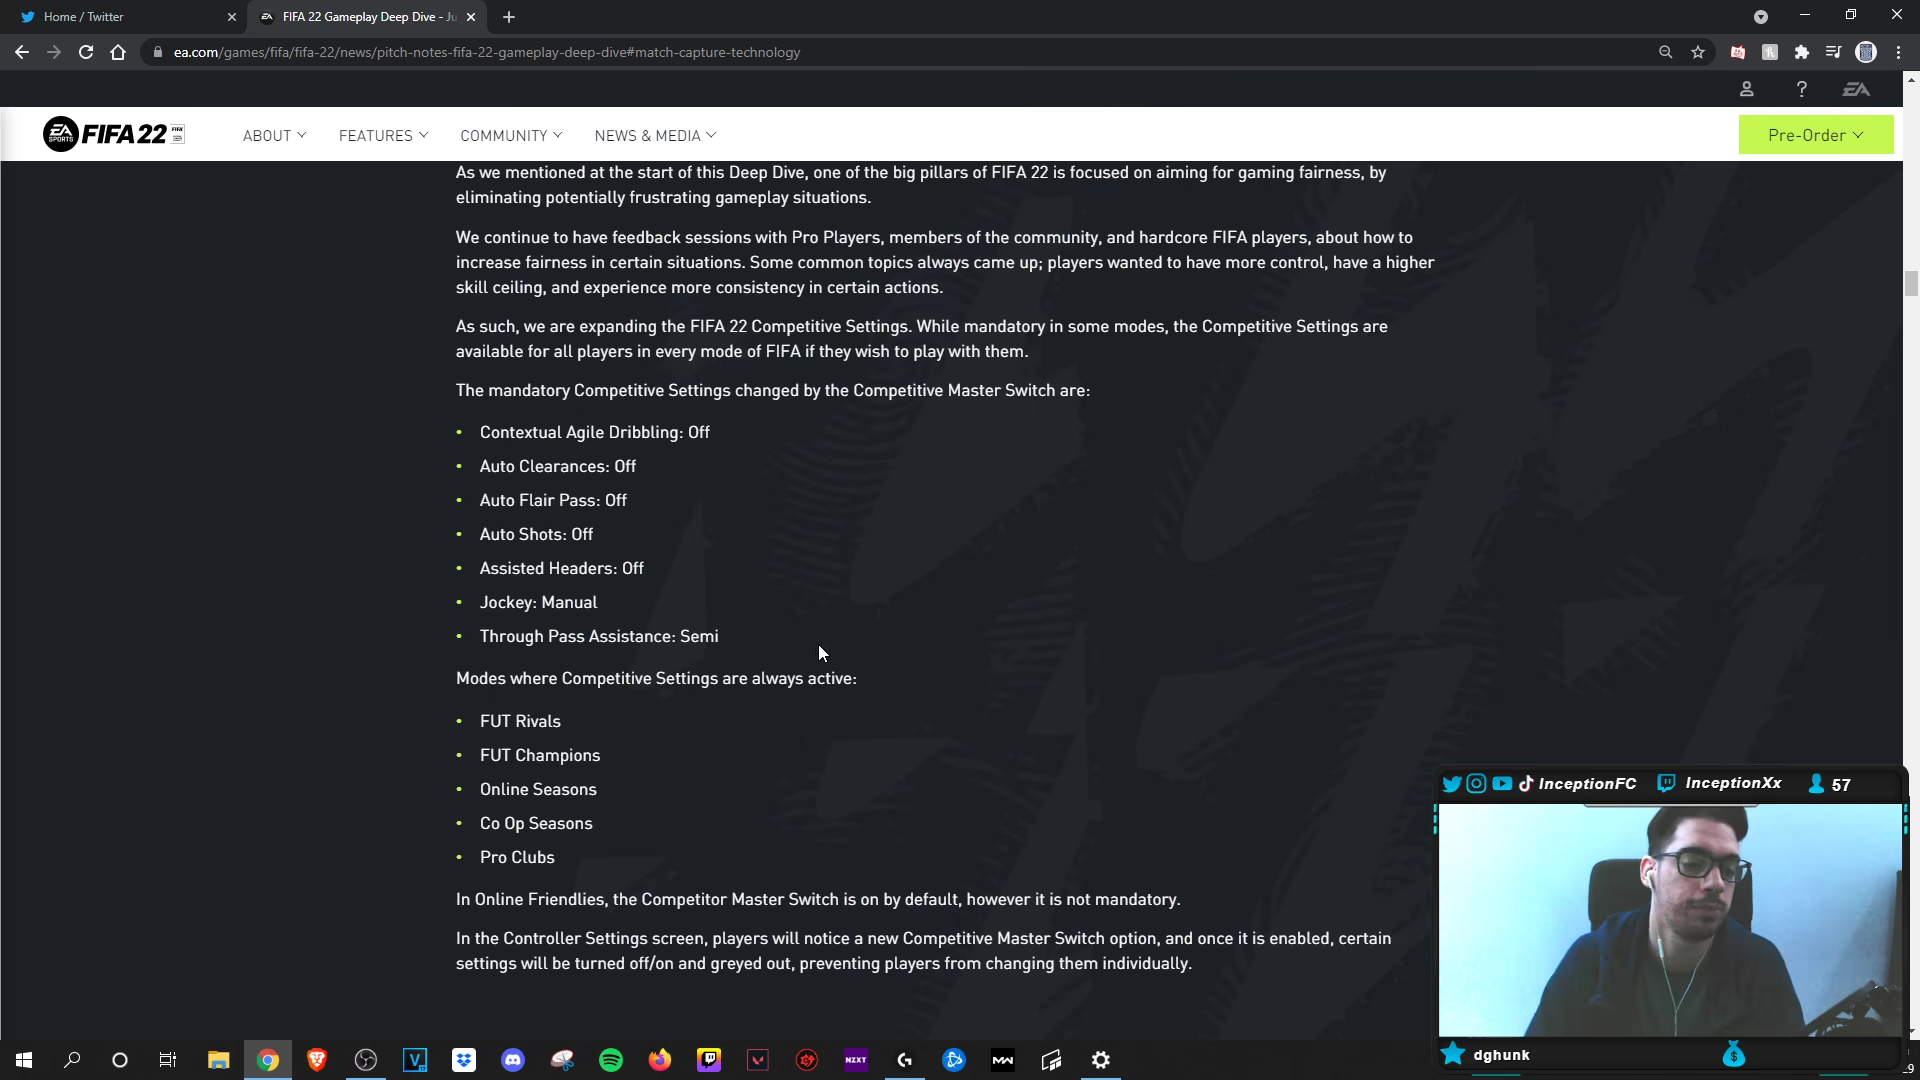 Home / Twitter
FIFA 22 Gameplay Deep Dive - Ju
ea.com/games/fifa/fifa-22/news/pitch-notes-fifa-22-gameplay-deep-dive#match-capture-technology
EA
EA SPORTS FIFA 22
ABOUT FEATURES COMMUNITY NEWS & MEDIA Pre-Order
As we mentioned at the start of this Deep Dive, one of the big pillars of FIFA 22 is focused on aiming for gaming fairness, by
eliminating potentially frustrating gameplay situations.
We continue to have feedback sessions with Pro Players, members of the community, and hardcore FIFA players, about how to
increase fairness in certain situations. Some common topics always came up; players wanted to have more control, have a higher
skill ceiling, and experience more consistency in certain actions.
As such, we are expanding the FIFA 22 Competitive Settings. While mandatory in some modes, the Competitive Settings are
available for all players in every mode of FIFA if they wish to play with them.
The mandatory Competitive Settings changed by the Competitive Master Switch are:
• Contextual Agile Dribbling: Off
• Auto Clearances: Off
• Auto Flair Pass: Off
• Auto Shots: Off
• Assisted Headers: Off
• Jockey: Manual
• Through Pass Assistance: Semi
Modes where Competitive Settings are always active:
• FUT Rivals
• FUT Champions
• Online Seasons
• Co Op Seasons
• Pro Clubs
In Online Friendlies, the Competitor Master Switch is on by default, however it is not mandatory.
In the Controller Settings screen, players will notice a new Competitive Master Switch option, and once it is enabled, certain
settings will be turned off/on and greyed out, preventing players from changing them individually.
InceptionFC InceptionXx 57
dghunk
NZXT